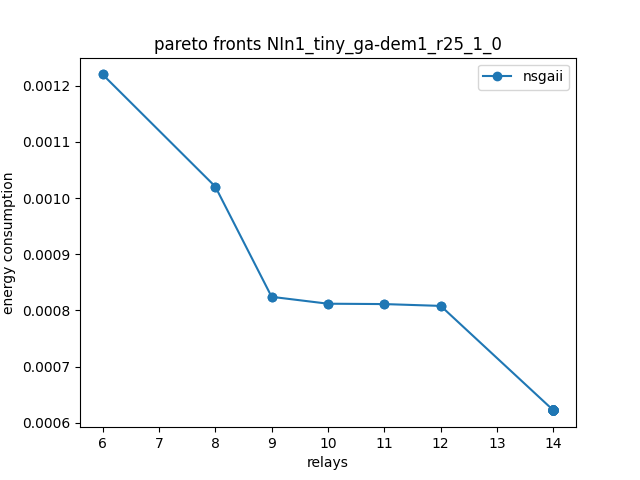 pareto fronts NIn1_tiny_ga-dem1_r25_1_0
nsgaii
0.0012
0.0011
0.0010
0.0009
0.0008
0.0007
0.0006
energy consumption
6 7 8 9 10 11 12 13 14
relays